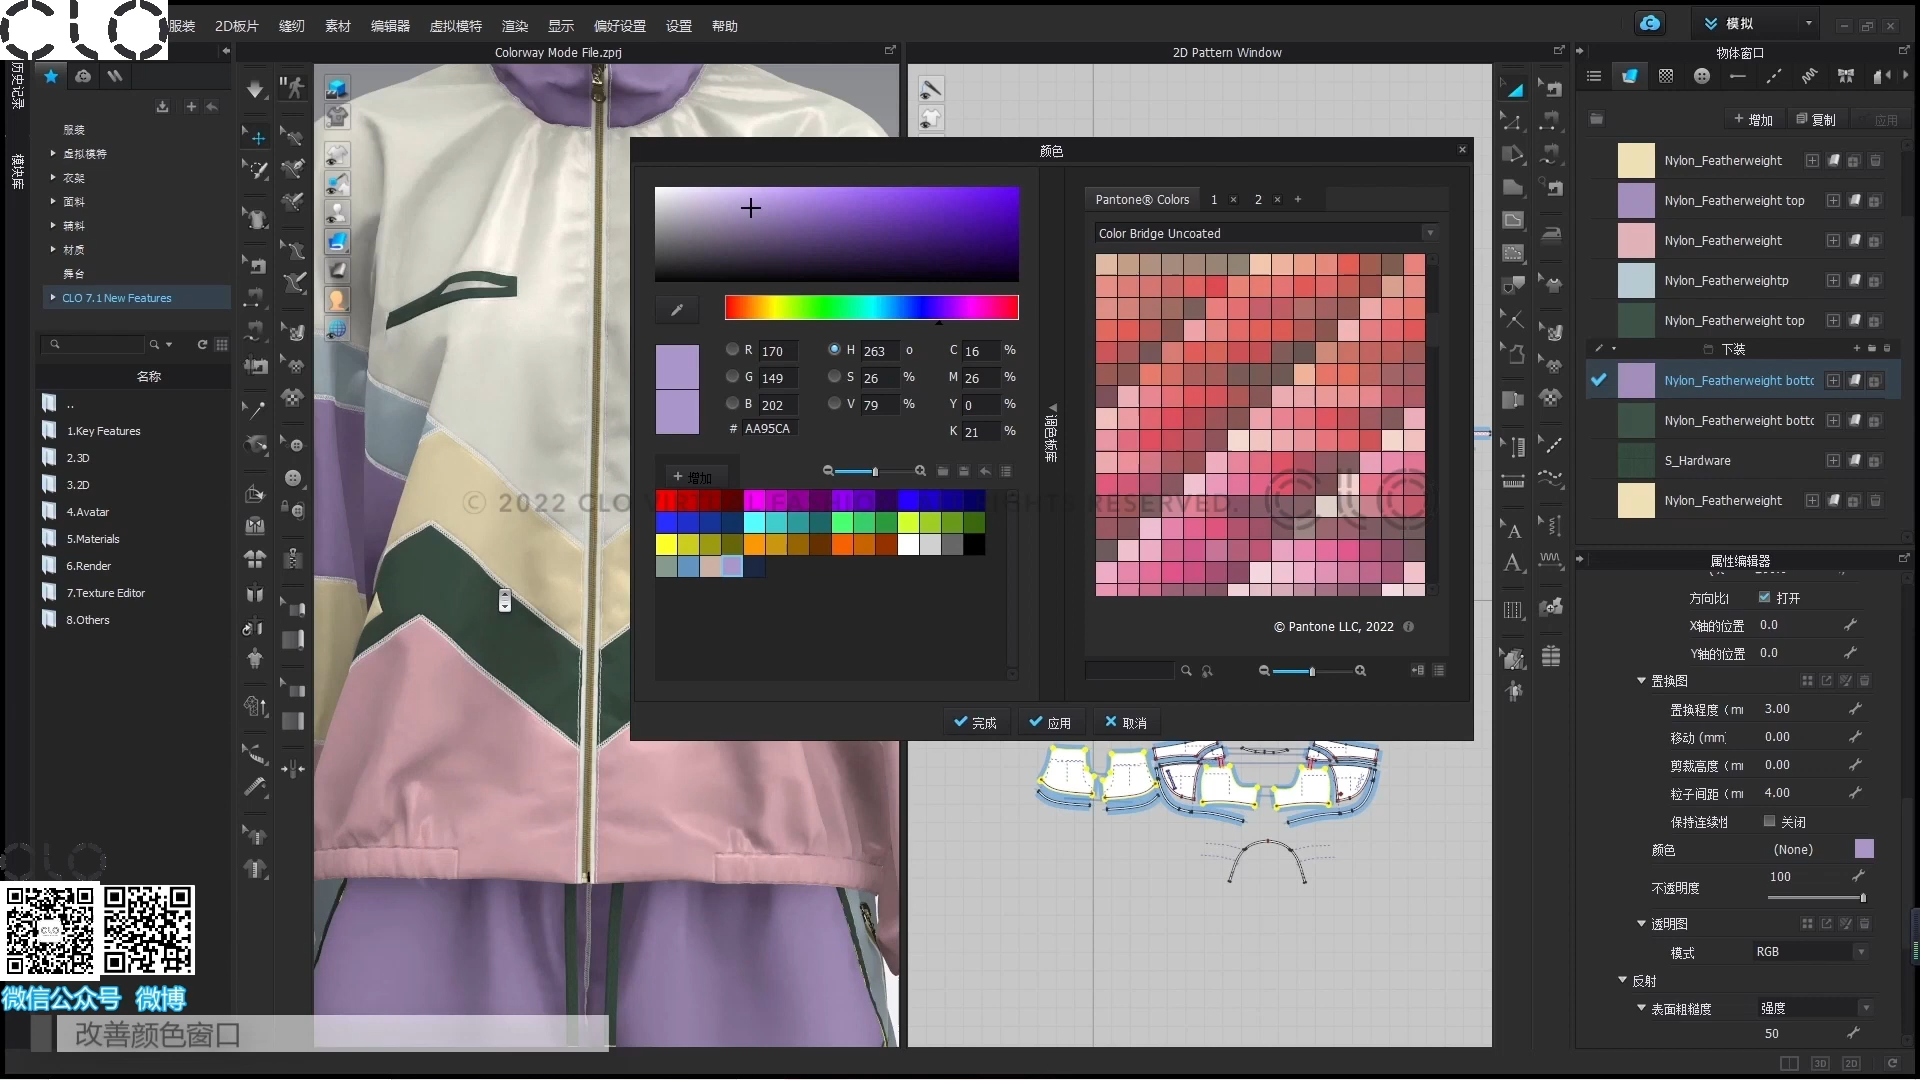 CLO
服装 2D板片 缝纫 素材 编辑器 虚拟模特 渲染 显示 偏好设置 设置 帮助
模拟
Colorway Mode File.zprj
2D Pattern Window
物体窗口
历史记录
模块库
服装
虚拟模特
衣架
面料
辅料
材质
舞台
CLO 7.1 New Features
名称
..
1.Key Features
2.3D
3.2D
4.Avatar
5.Materials
6.Render
7.Texture Editor
8.Others
颜色
R 170 H 263 o C 16 %
G 149 S 26 % M 26 %
B 202 V 79 % Y 0 %
# AA95CA K 21 %
+ 增加
调色板库
Pantone® Colors 1 2 +
Color Bridge Uncoated
© Pantone LLC, 2022
完成 应用 取消
+ 增加 复制 应用
Nylon_Featherweight
Nylon_Featherweight top
Nylon_Featherweight
Nylon_Featherweightp
Nylon_Featherweight top
下装
Nylon_Featherweight bottc
Nylon_Featherweight bottc
S_Hardware
Nylon_Featherweight
属性编辑器
方向比 打开
X轴的位置 0.0
Y轴的位置 0.0
置换图
置换程度 (m 3.00
移动 (mm) 0.00
剪裁高度 (m 0.00
粒子间距 (m 4.00
保持连续性 关闭
颜色 (None)
100
不透明度
透明图
模式 RGB
反射
表面粗糙度 强度
50
3D 2D
CLO
微信公众号 微博
改善颜色窗口